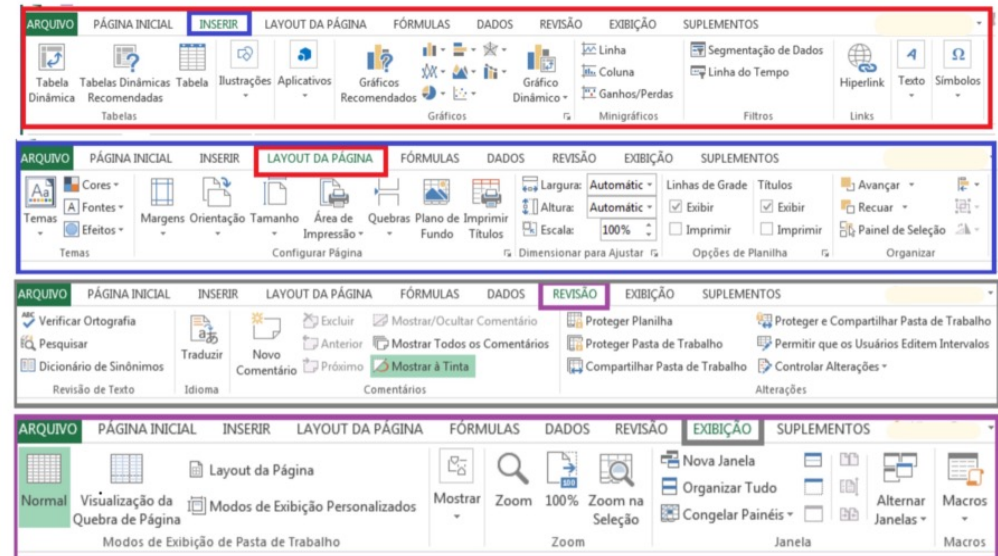 ARQUIVO PÁGINA INICIAL INSERIR LAYOUT DA PÁGINA FÓRMULAS DADOS REVISÃO EXIBIÇÃO SUPLEMENTOS
Tabela Dinâmica
Tabelas Dinâmicas Recomendadas
Tabela
Ilustrações
Aplicativos
Gráficos Recomendados
Gráfico Dinâmico
Linha
Coluna
Ganhos/Perdas
Segmentação de Dados
Linha do Tempo
Hiperlink
Texto
Símbolos
Tabelas Gráficos Minigráficos Filtros Links
ARQUIVO PÁGINA INICIAL INSERIR LAYOUT DA PÁGINA FÓRMULAS DADOS REVISÃO EXIBIÇÃO SUPLEMENTOS
Temas
Cores
Fontes
Efeitos
Margens
Orientação
Tamanho
Área de Impressão
Quebras
Plano de Fundo
Imprimir Títulos
Largura: Automátic
Altura: Automátic
Escala: 100%
Linhas de Grade
Exibir
Imprimir
Títulos
Exibir
Imprimir
Avançar
Recuar
Painel de Seleção
Temas Configurar Página Dimensionar para Ajustar Opções de Planilha Organizar
ARQUIVO PÁGINA INICIAL INSERIR LAYOUT DA PÁGINA FÓRMULAS DADOS REVISÃO EXIBIÇÃO SUPLEMENTOS
ABC Verificar Ortografia
Pesquisar
Dicionário de Sinônimos
Traduzir
Novo Comentário
Excluir
Anterior
Próximo
Mostrar/Ocultar Comentário
Mostrar Todos os Comentários
Mostrar à Tinta
Proteger Planilha
Proteger Pasta de Trabalho
Compartilhar Pasta de Trabalho
Proteger e Compartilhar Pasta de Trabalho
Permitir que os Usuários Editem Intervalos
Controlar Alterações
Revisão de Texto Idioma Comentários Alterações
ARQUIVO PÁGINA INICIAL INSERIR LAYOUT DA PÁGINA FÓRMULAS DADOS REVISÃO EXIBIÇÃO SUPLEMENTOS
Normal
Visualização da Quebra de Página
Layout da Página
Modos de Exibição Personalizados
Mostrar
Zoom
100%
Zoom na Seleção
Nova Janela
Organizar Tudo
Congelar Painéis
Alternar Janelas
Macros
Modos de Exibição de Pasta de Trabalho Zoom Janela Macros